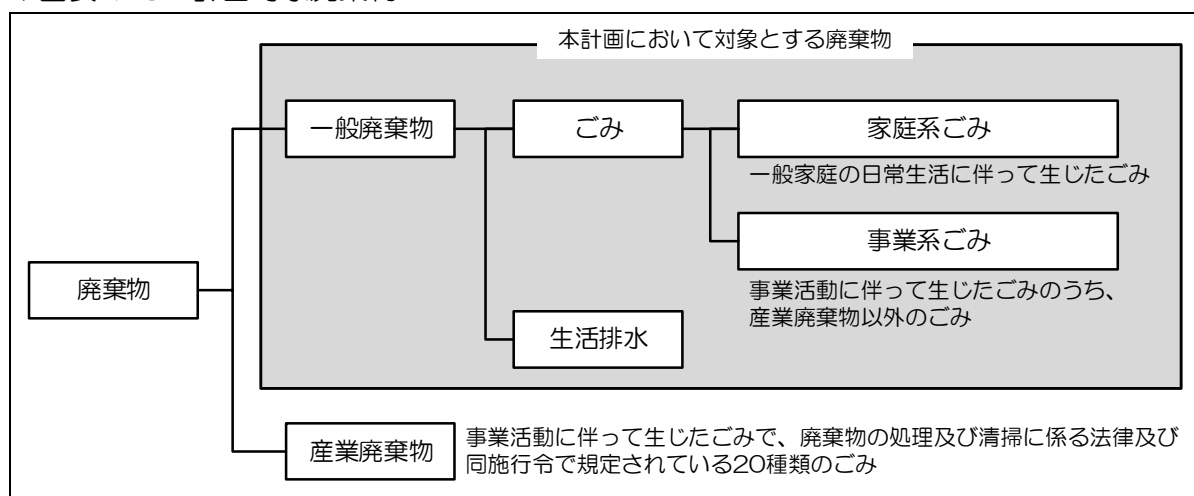 本計画において対象とする廃棄物
一般廃棄物
ごみ
家庭系ごみ
一般家庭の日常生活に伴って生じたごみ
事業系ごみ
事業活動に伴って生じたごみのうち、
産業廃棄物以外のごみ
廃棄物
生活排水
産業廃棄物
事業活動に伴って生じたごみで、廃棄物の処理及び清掃に係る法律及び
同施行令で規定されている20種類のごみ